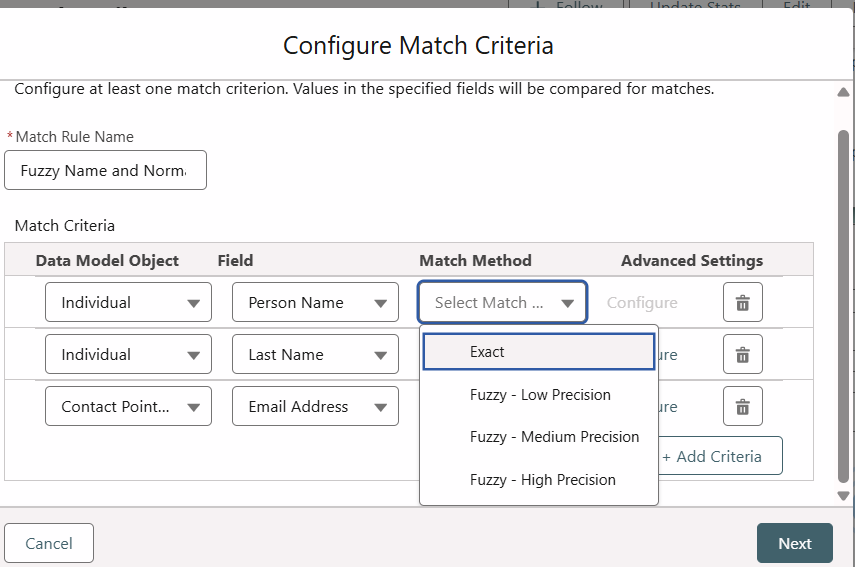 Follow
Update Stats
Edit
Configure Match Criteria
Configure at least one match criterion. Values in the specified fields will be compared for matches.
* Match Rule Name
Fuzzy Name and Norm
Match Criteria
Data Model Object Field Match Method Advanced Settings
Individual Person Name Select Match ... Configure
Exact
Individual Last Name ure
Fuzzy - Low Precision
Contact Point... Email Address ure
Fuzzy - Medium Precision
+ Add Criteria
Fuzzy - High Precision
Cancel Next